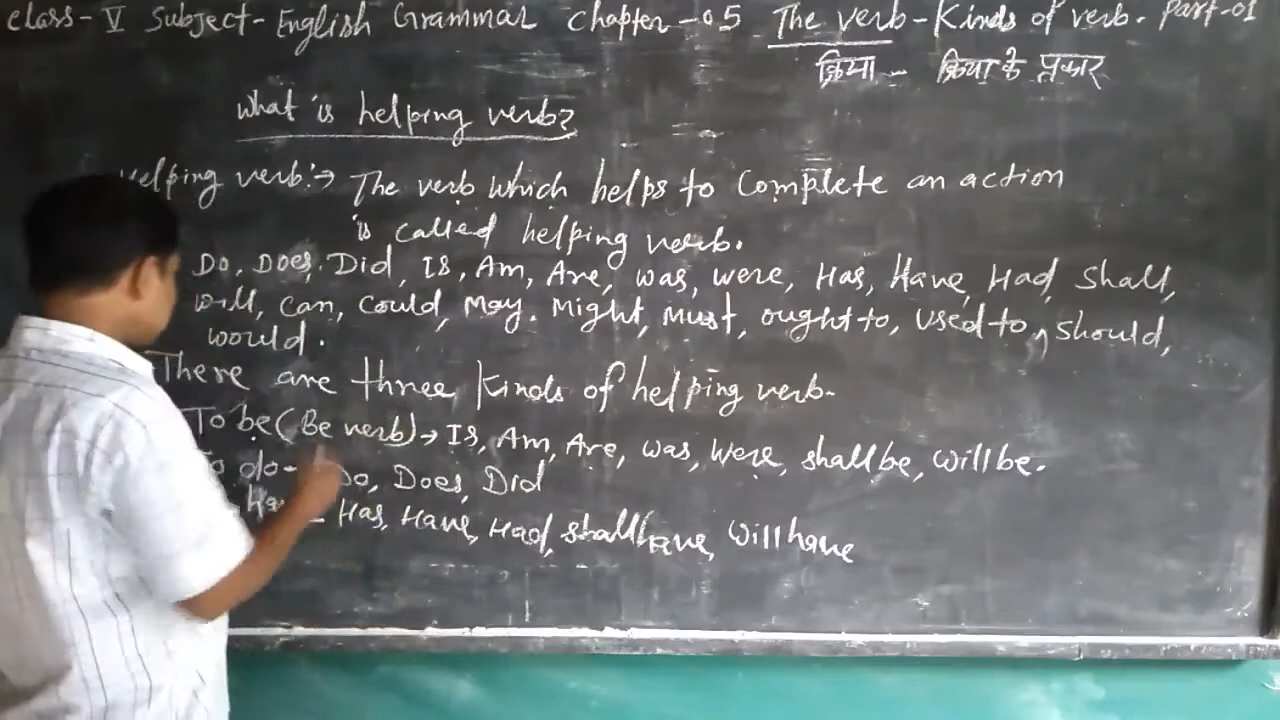 Class - V Subject - English Grammar Chapter - 05 The verb - Kinds of verb. Part-01
क्रिया - क्रिया के प्रकार
What is helping verb?
Helping verb:→ The verb which helps to complete an action
is called helping verb.
Do, Does, Did, Is, Am, Are, was, were, Has, Have, Had, Shall,
will, Can, Could, May. Might, Must, ought to, Used to, should,
would.
There are three Kinds of helping verb.
To be (Be verb) → Is, Am, Are, was, Were, shall be, will be.
To do - Do, Does, Did
Has, Have, Had, shall have, will have